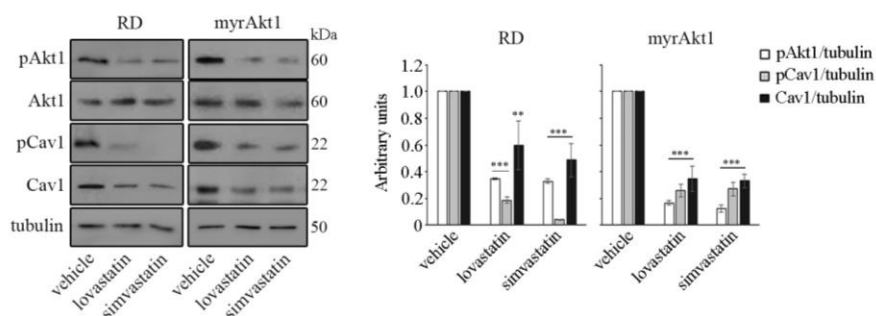 RD myrAkt1
kDa
pAkt1 60
Akt1 60
pCav1 22
Cav1 22
tubulin 50
vehicle lovastatin simvastatin vehicle lovastatin simvastatin
RD myrAkt1
pAkt1/tubulin
pCav1/tubulin
Cav1/tubulin
Arbitrary units
1.2
1.0
0.8
0.6
0.4
0.2
0
*** ** *** *** ***
vehicle lovastatin simvastatin vehicle lovastatin simvastatin